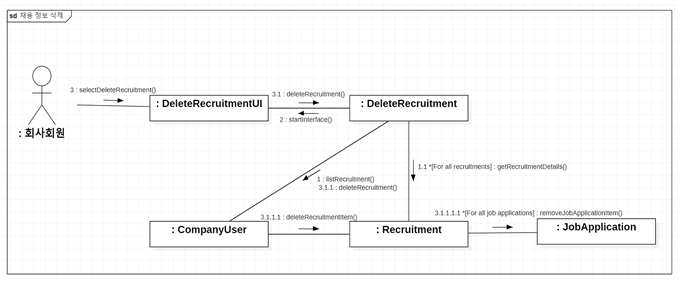 sd 채용 정보 삭제
3 : selectDeleteRecruitment()
: 회사회원
: DeleteRecruitmentUI
3.1 : deleteRecruitment()
2 : startInterface()
: DeleteRecruitment
1 : listRecruitment()
3.1.1 : deleteRecruitment()
1.1 *[For all recruitments] : getRecruitmentDetails()
: CompanyUser
3.1.1.1 : deleteRecruitmentItem()
: Recruitment
3.1.1.1.1 *[For all job applications] : removeJobApplicationItem()
: JobApplication